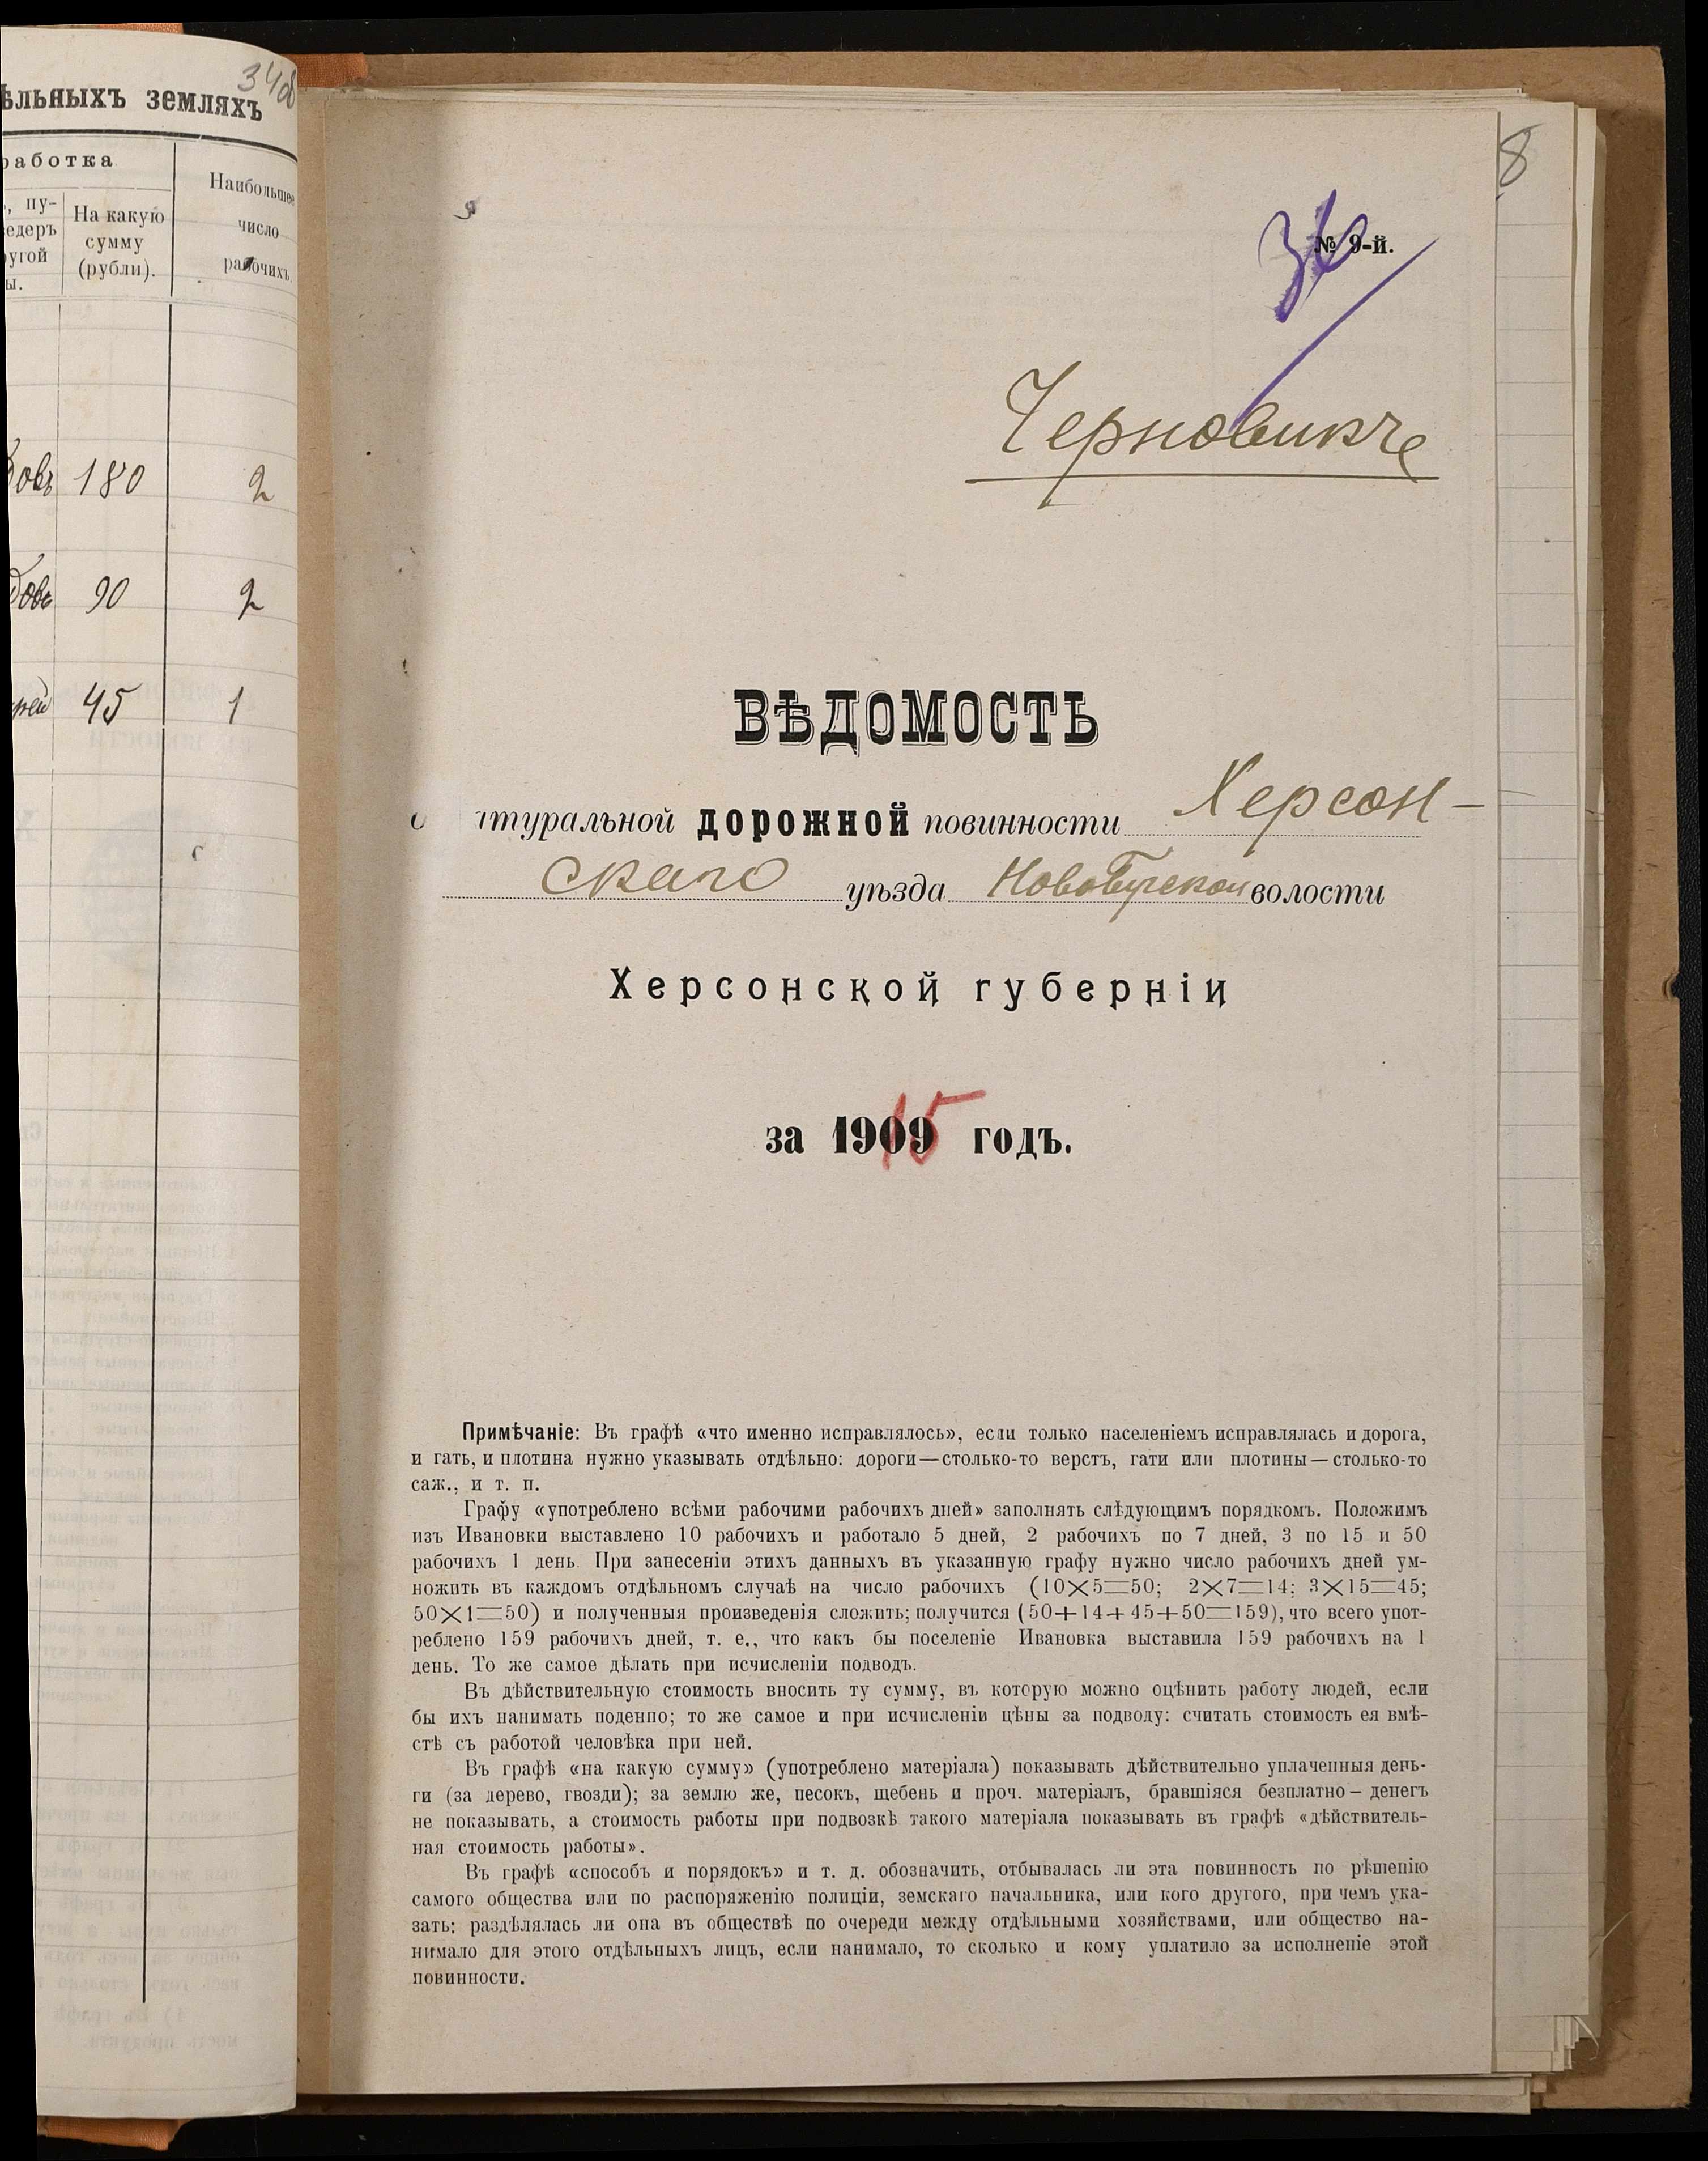 ѣльныхъ земляхъ
работка
Наибольшее
число
рабочихъ
На какую
сумму
(рубли).
, пу-
едеръ
ругой
ы.
овъ 180 2
овъ 90 2
45 1
8
36
№ 9-й.
Черновикъ
ВѢДОМОСТЬ
о туральной дорожной повинности Херсон-
скаго уѣзда Новобугской волости
Херсонской губерніи
за 1909 15 годъ.
Примѣчаніе: Въ графѣ «что именно исправлялось», если только населеніемъ исправлялась и дорога,
и гать, и плотина нужно указывать отдѣльно: дороги—столько-то верстъ, гати или плотины—столько-то
саж., и т. п.
Графу «употреблено всѣми рабочими рабочихъ дней» заполнять слѣдующимъ порядкомъ. Положимъ
изъ Ивановки выставлено 10 рабочихъ и работало 5 дней, 2 рабочихъ по 7 дней, 3 по 15 и 50
рабочихъ 1 день. При занесеніи этихъ данныхъ въ указанную графу нужно число рабочихъ дней ум-
ножить въ каждомъ отдѣльномъ случаѣ на число рабочихъ (10×5=50; 2×7=14; 3×15=45;
50×1=50) и полученныя произведенія сложить; получится (50+14+45+50=159), что всего упот-
реблено 159 рабочихъ дней, т. е., что какъ бы поселеніе Ивановка выставила 159 рабочихъ на 1
день. То же самое дѣлать при исчисленіи подводъ.
Въ дѣйствительную стоимость вносить ту сумму, въ которую можно оцѣнить работу людей, если
бы ихъ нанимать поденно; то же самое и при исчисленіи цѣны за подводу: считать стоимость ея вмѣ-
стѣ съ работой человѣка при ней.
Въ графѣ «на какую сумму» (употреблено матеріала) показывать дѣйствительно уплаченныя день-
ги (за дерево, гвозди); за землю же, песокъ, щебень и проч. матеріалъ, бравшіяся безплатно – денегъ
не показывать, а стоимость работы при подвозкѣ такого матеріала показывать въ графѣ «дѣйствитель-
ная стоимость работы».
Въ графѣ «способъ и порядокъ» и т. д. обозначить, отбывалась ли эта повинность по рѣшенію
самого общества или по распоряженію полиціи, земскаго начальника, или кого другого, при чемъ ука-
зать: раздѣлялась ли она въ обществѣ по очереди между отдѣльными хозяйствами, или общество на-
нимало для этого отдѣльныхъ лицъ, если нанимало, то сколько и кому уплатило за исполненіе этой
повинности.